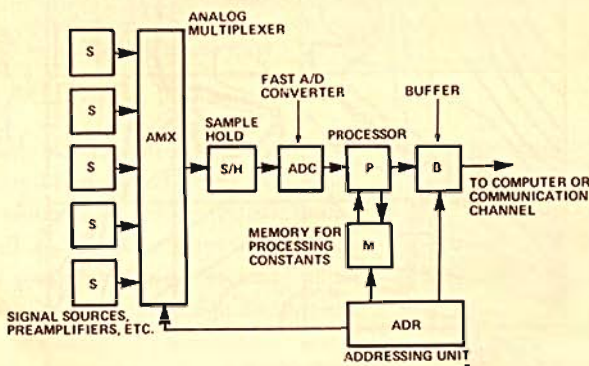 ANALOG
MULTIPLEXER
S
S
S
S
S
AMX
SAMPLE
HOLD
S/H
FAST A/D
CONVERTER
ADC
PROCESSOR
P
BUFFER
B
TO COMPUTER OR
COMMUNICATION
CHANNEL
MEMORY FOR
PROCESSING
CONSTANTS
M
SIGNAL SOURCES,
PREAMPLIFIERS, ETC.
ADR
ADDRESSING UNIT